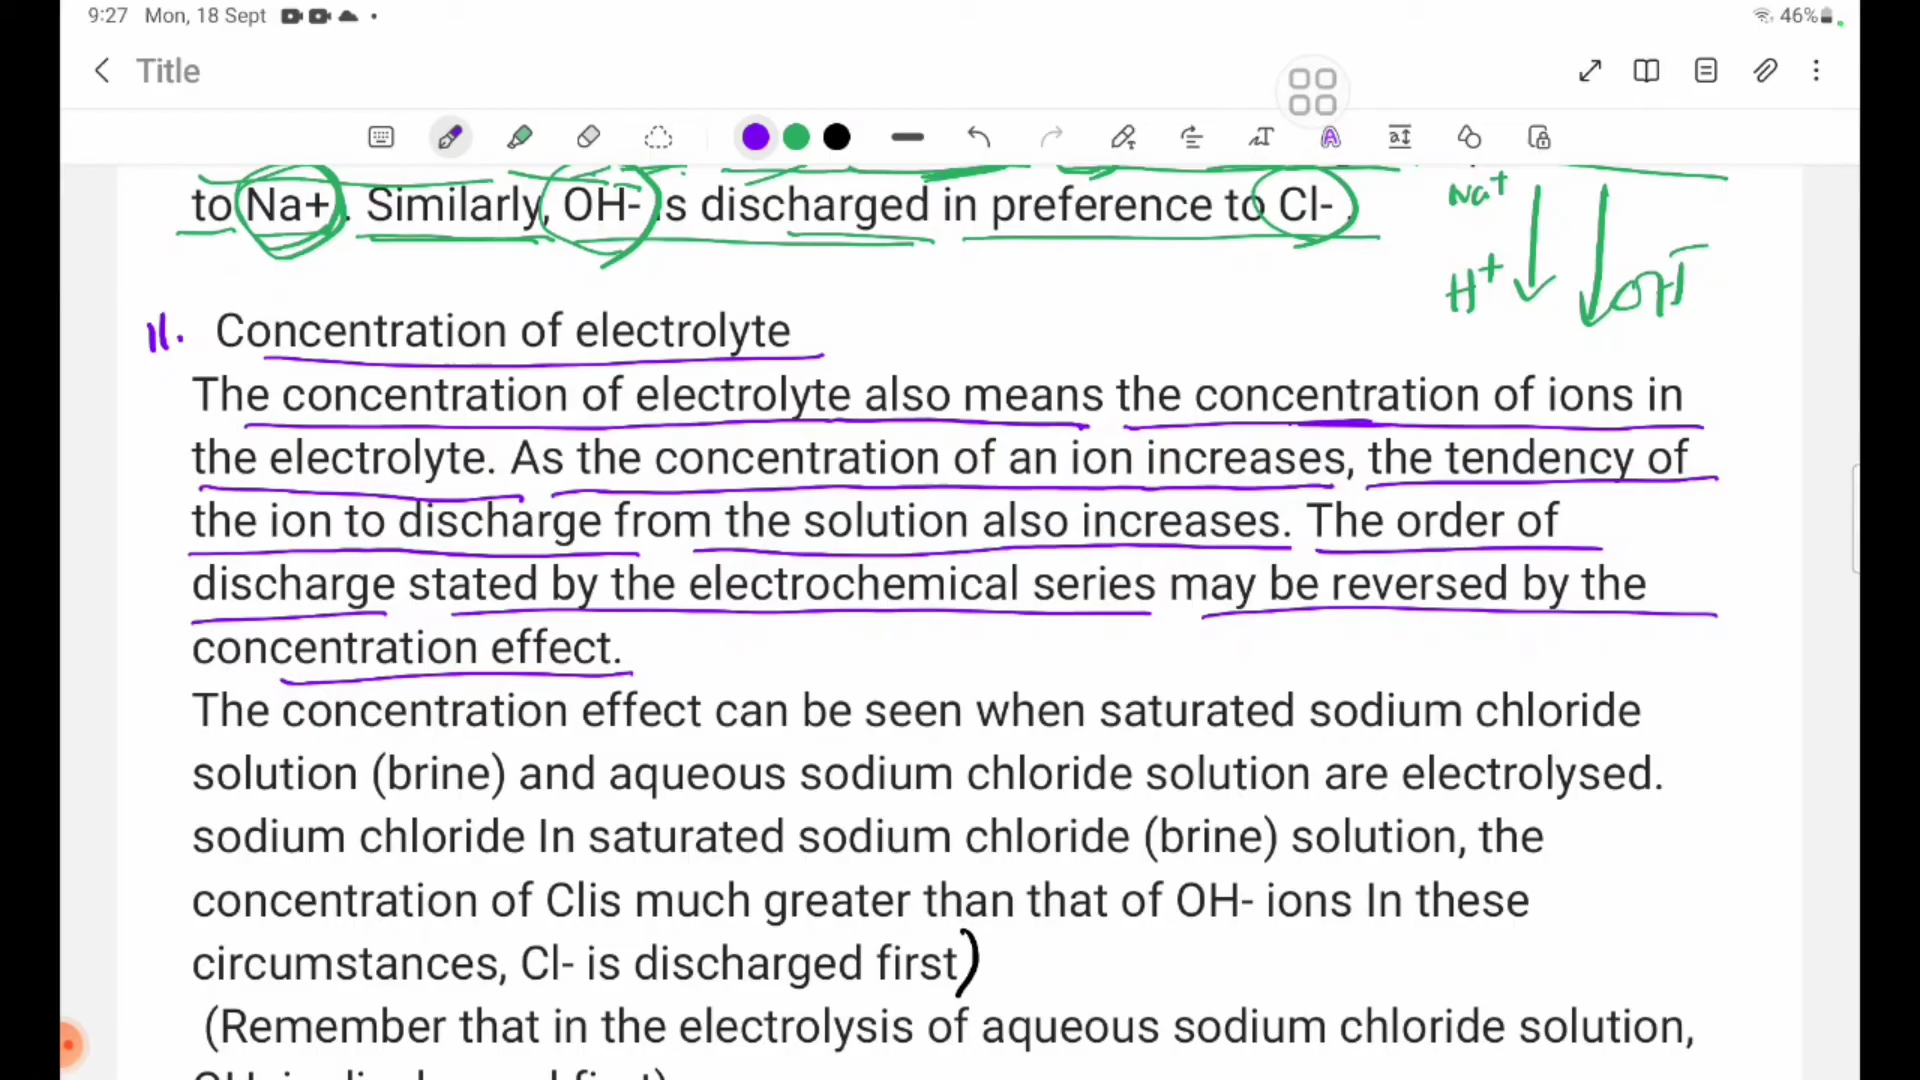 9:27 Mon, 18 Sept
46%
Title
to Na+. Similarly, OH- is discharged in preference to Cl- .
Na+
H+
OH-
11. Concentration of electrolyte
The concentration of electrolyte also means the concentration of ions in
the electrolyte. As the concentration of an ion increases, the tendency of
the ion to discharge from the solution also increases. The order of
discharge stated by the electrochemical series may be reversed by the
concentration effect.
The concentration effect can be seen when saturated sodium chloride
solution (brine) and aqueous sodium chloride solution are electrolysed.
sodium chloride In saturated sodium chloride (brine) solution, the
concentration of Clis much greater than that of OH- ions In these
circumstances, Cl- is discharged first)
(Remember that in the electrolysis of aqueous sodium chloride solution,